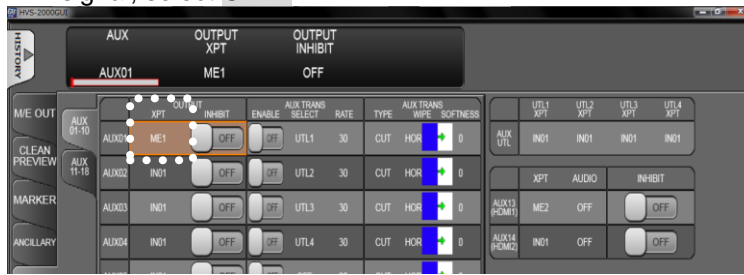 HVS-2000GUI
HISTORY
AUX OUTPUT XPT OUTPUT INHIBIT
AUX01 ME1 OFF
M/E OUT
CLEAN PREVIEW
MARKER
ANCILLARY
AUX 01-10
AUX 11-18
OUTPUT AUX TRANS AUX TRANS
XPT INHIBIT ENABLE SELECT RATE TYPE WIPE SOFTNESS
AUX01 ME1 OFF OFF UTL1 30 CUT HOR 0
AUX02 IN01 OFF OFF UTL2 30 CUT HOR 0
AUX03 IN01 OFF OFF UTL3 30 CUT HOR 0
AUX04 IN01 OFF OFF UTL4 30 CUT HOR 0
UTL1 XPT UTL2 XPT UTL3 XPT UTL4 XPT
AUX UTL IN01 IN01 IN01 IN01
XPT AUDIO INHIBIT
AUX13 (HDMI1) ME2 OFF OFF
AUX14 (HDMI2) IN01 OFF OFF